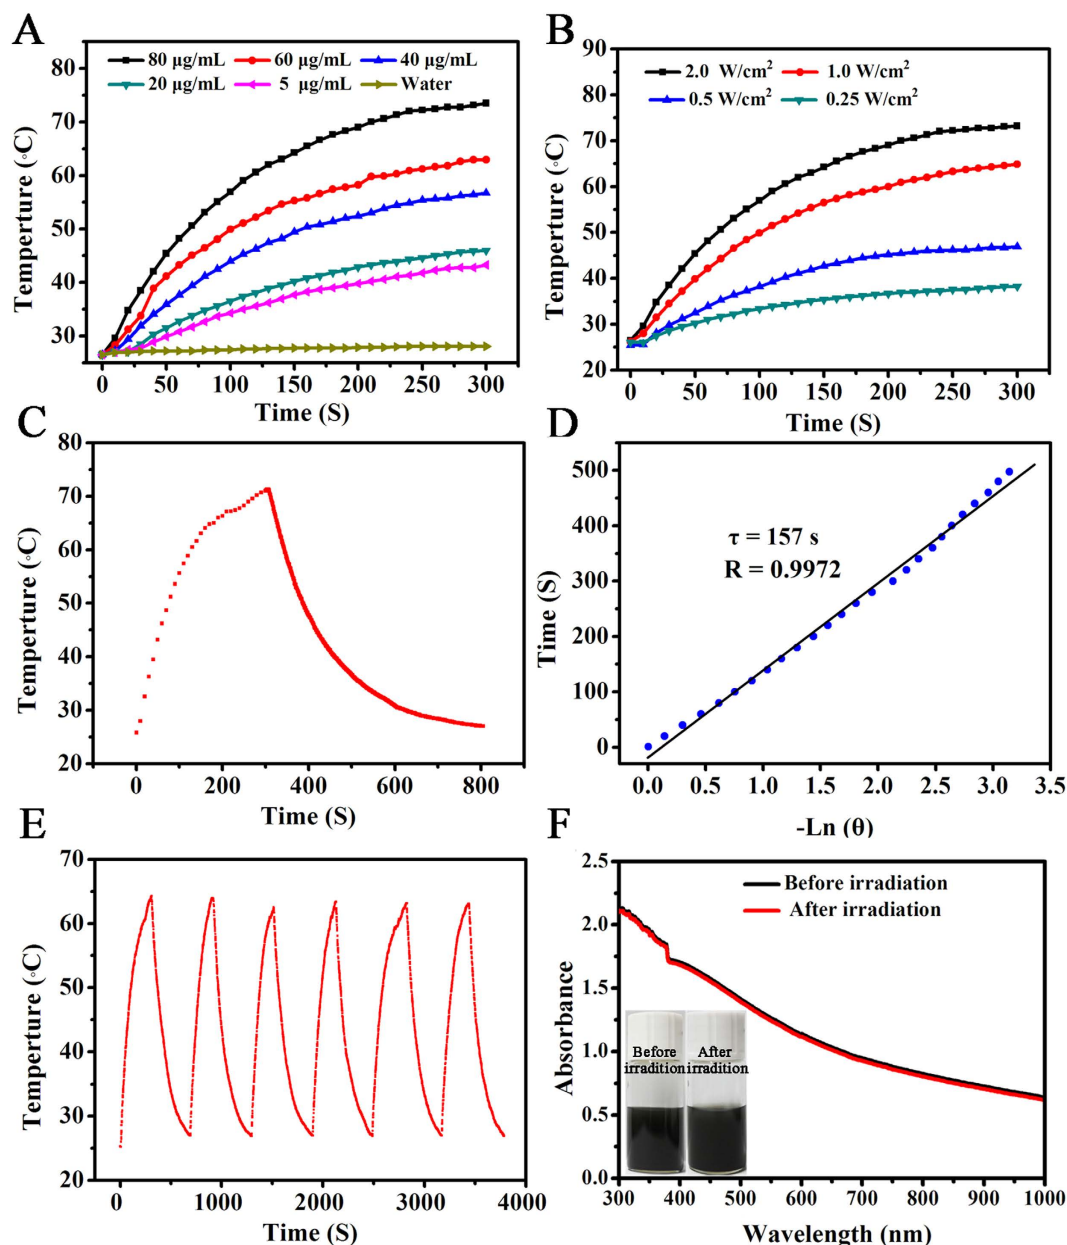 A
80 μg/mL 60 μg/mL 40 μg/mL
20 μg/mL 5 μg/mL Water
Temperture (◦C)
80
70
60
50
40
30
0 50 100 150 200 250 300
Time (S)
B
2.0 W/cm² 1.0 W/cm²
0.5 W/cm² 0.25 W/cm²
Temperture (◦C)
90
80
70
60
50
40
30
20
0 50 100 150 200 250 300
Time (S)
C
Temperture (◦C)
80
70
60
50
40
30
20
0 200 400 600 800
Time (S)
D
τ = 157 s
R = 0.9972
Time (S)
500
400
300
200
100
0
0.0 0.5 1.0 1.5 2.0 2.5 3.0 3.5
-Ln (θ)
E
Temperture (◦C)
70
60
50
40
30
20
0 1000 2000 3000 4000
Time (S)
F
Before irradiation
After irradiation
Absorbance
2.5
2.0
1.5
1.0
0.5
0.0
Before
irradition
After
irradition
300 400 500 600 700 800 900 1000
Wavelength (nm)